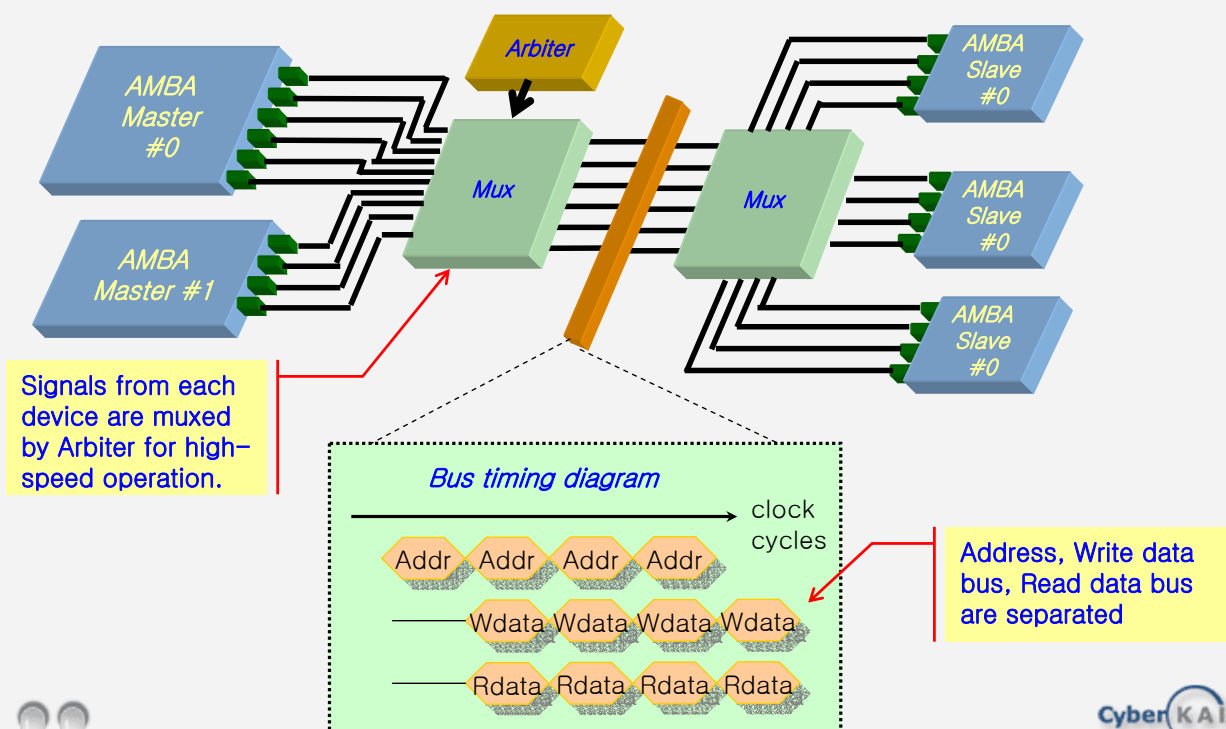 Arbiter
AMBA
Master
#0
Mux
Mux
AMBA
Slave
#0
AMBA
Slave
#0
AMBA
Master #1
AMBA
Slave
#0
Signals from each
device are muxed
by Arbiter for high-
speed operation.
Bus timing diagram
clock
cycles
Addr Addr Addr Addr
Wdata Wdata Wdata Wdata
Rdata Rdata Rdata Rdata
Address, Write data
bus, Read data bus
are separated
Cyber KAI